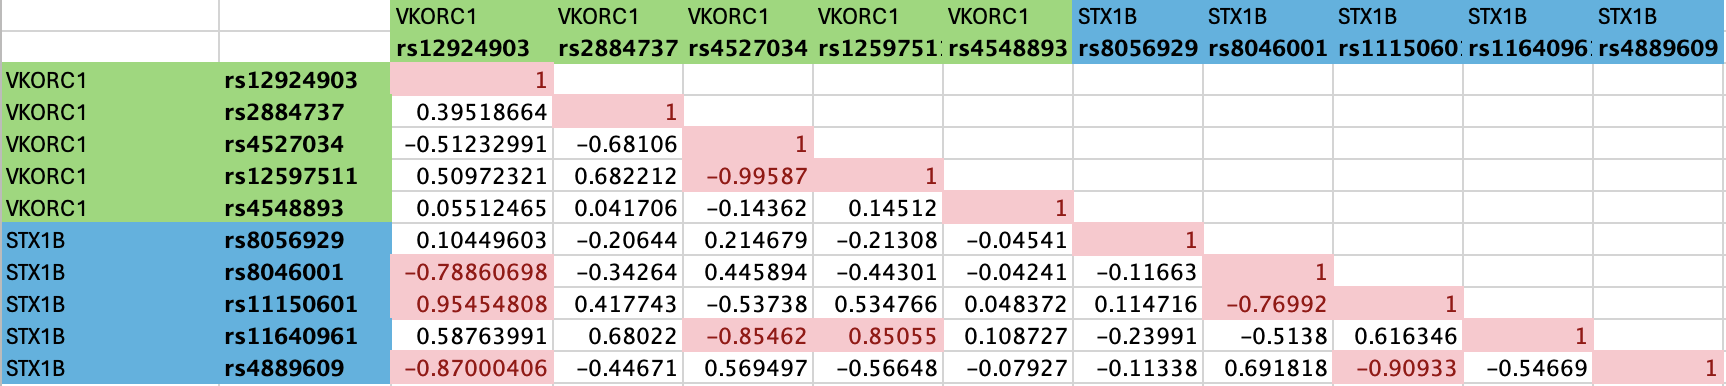 VKORC1 VKORC1 VKORC1 VKORC1 VKORC1 STX1B STX1B STX1B STX1B STX1B
rs12924903 rs2884737 rs4527034 rs1259751 rs4548893 rs8056929 rs8046001 rs1115060 rs1164096 rs4889609
VKORC1 rs12924903 1
VKORC1 rs2884737 0.39518664 1
VKORC1 rs4527034 -0.51232991 -0.68106 1
VKORC1 rs12597511 0.50972321 0.682212 -0.99587 1
VKORC1 rs4548893 0.05512465 0.041706 -0.14362 0.14512 1
STX1B rs8056929 0.10449603 -0.20644 0.214679 -0.21308 -0.04541 1
STX1B rs8046001 -0.78860698 -0.34264 0.445894 -0.44301 -0.04241 -0.11663 1
STX1B rs11150601 0.95454808 0.417743 -0.53738 0.534766 0.048372 0.114716 -0.76992 1
STX1B rs11640961 0.58763991 0.68022 -0.85462 0.85055 0.108727 -0.23991 -0.5138 0.616346 1
STX1B rs4889609 -0.87000406 -0.44671 0.569497 -0.56648 -0.07927 -0.11338 0.691818 -0.90933 -0.54669 1